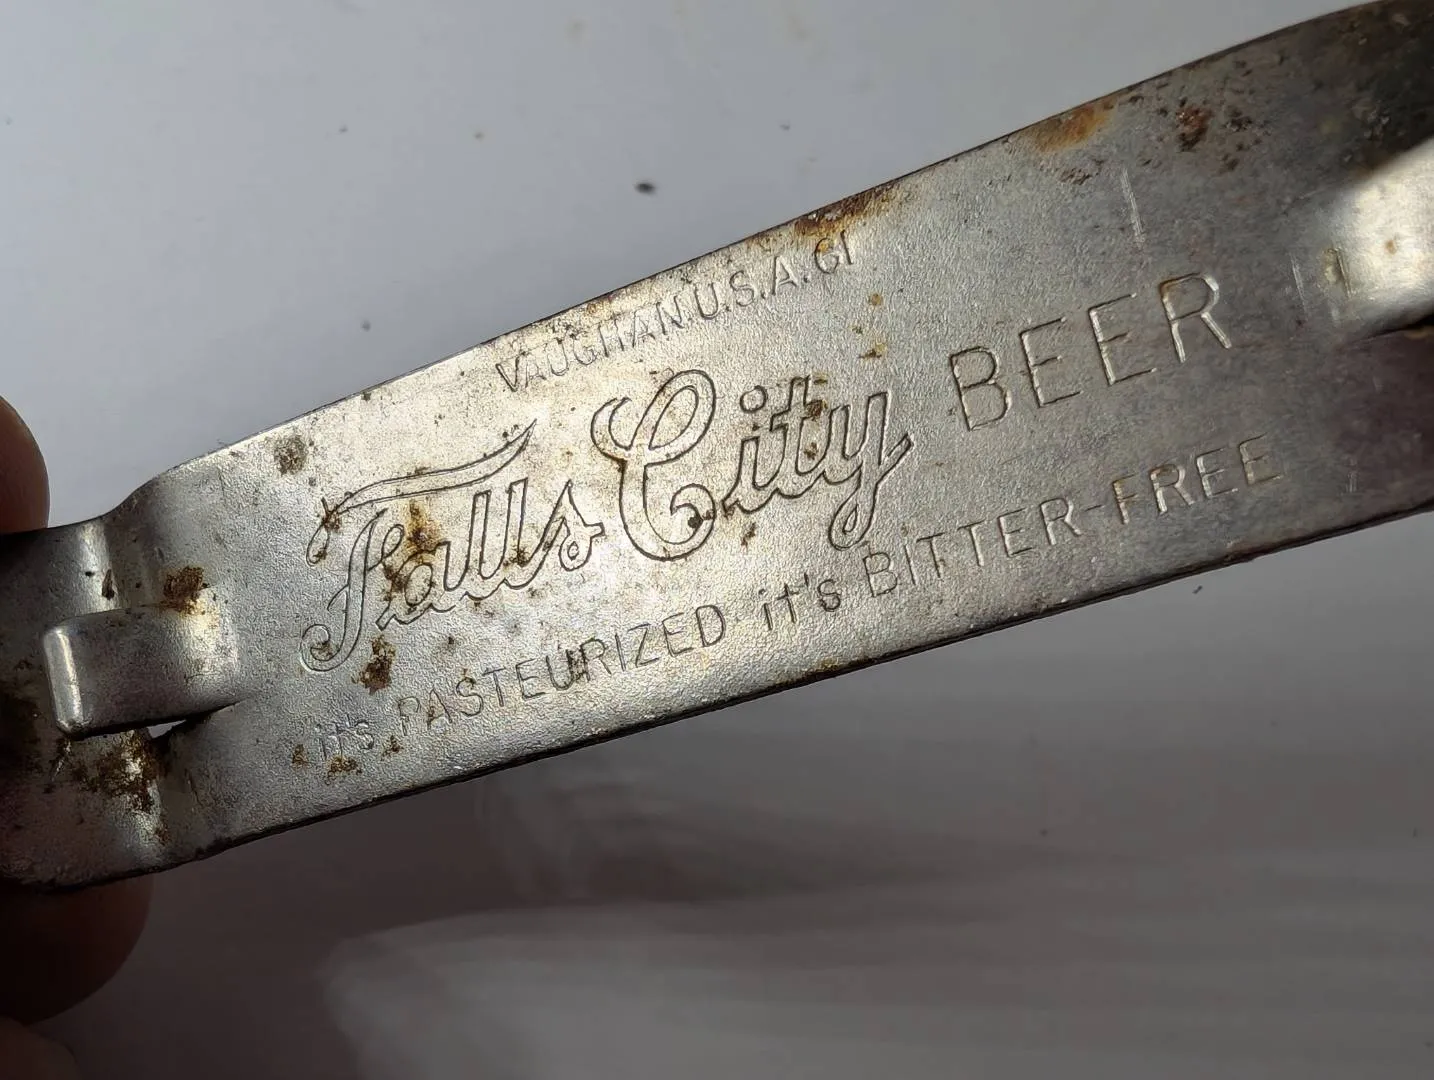 VAUGHAN.U.S.A. 61
Falls City BEER
it's PASTEURIZED it's BITTER-FREE